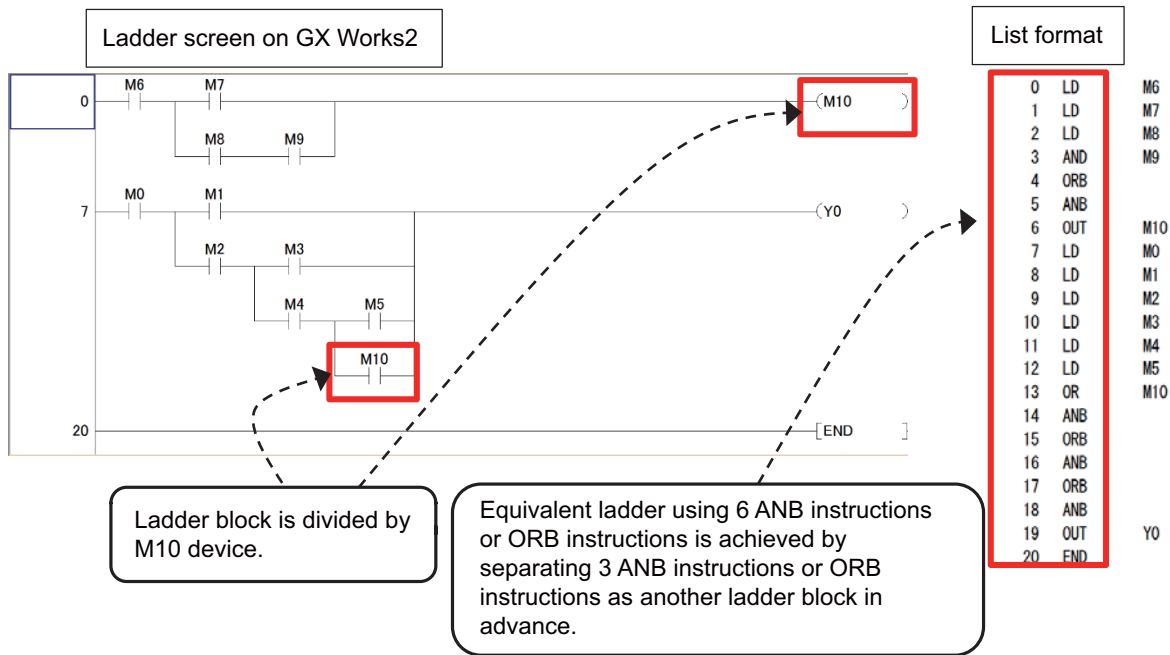 Ladder screen on GX Works2
List format
M6 M7
0 (M10 )
M8 M9
M0 M1
7 (Y0 )
M2 M3
M4 M5
M10
20 [END ]
0 LD M6
1 LD M7
2 LD M8
3 AND M9
4 ORB
5 ANB
6 OUT M10
7 LD M0
8 LD M1
9 LD M2
10 LD M3
11 LD M4
12 LD M5
13 OR M10
14 ANB
15 ORB
16 ANB
17 ORB
18 ANB
19 OUT Y0
20 END
Ladder block is divided by
M10 device.
Equivalent ladder using 6 ANB instructions
or ORB instructions is achieved by
separating 3 ANB instructions or ORB
instructions as another ladder block in
advance.